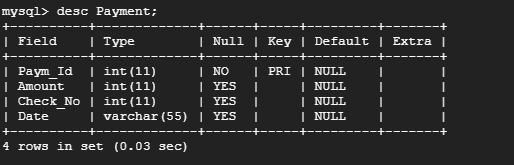 mysql> desc Payment;
+----------+-------------+------+-----+---------+-------+
| Field    | Type        | Null | Key | Default | Extra |
+----------+-------------+------+-----+---------+-------+
| Paym_Id  | int(11)     | NO   | PRI | NULL    |       |
| Amount   | int(11)     | YES  |     | NULL    |       |
| Check_No | int(11)     | YES  |     | NULL    |       |
| Date     | varchar(55) | YES  |     | NULL    |       |
+----------+-------------+------+-----+---------+-------+
4 rows in set (0.03 sec)